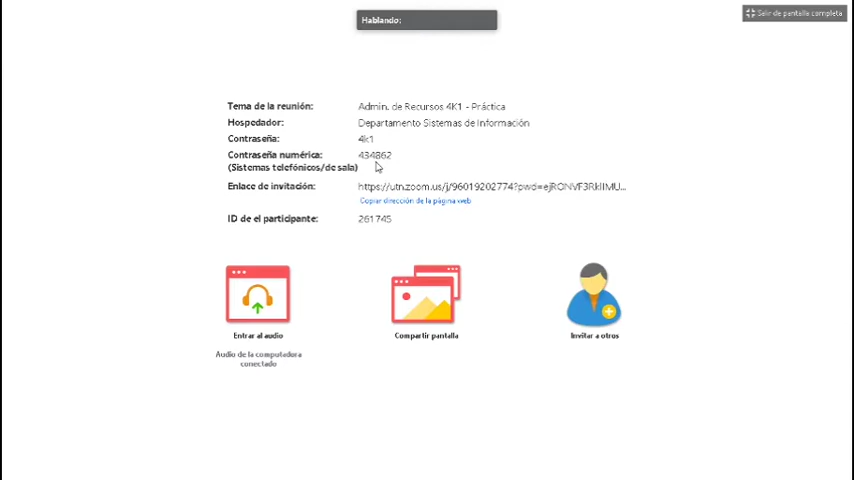 Hablando:
Salir de pantalla completa
Tema de la reunión: Admin. de Recursos 4K1 - Práctica
Hospedador: Departamento Sistemas de Información
Contraseña: 4k1
Contraseña numérica: 434862
(Sistemas telefónicos/de sala)
Enlace de invitación: https://utn.zoom.us/j/96019202774?pwd=
Copiar dirección de la página web
ID de el participante: 261745
Entrar al audio
Compartir pantalla
Invitar a otros
Audio de la computadora
conectado